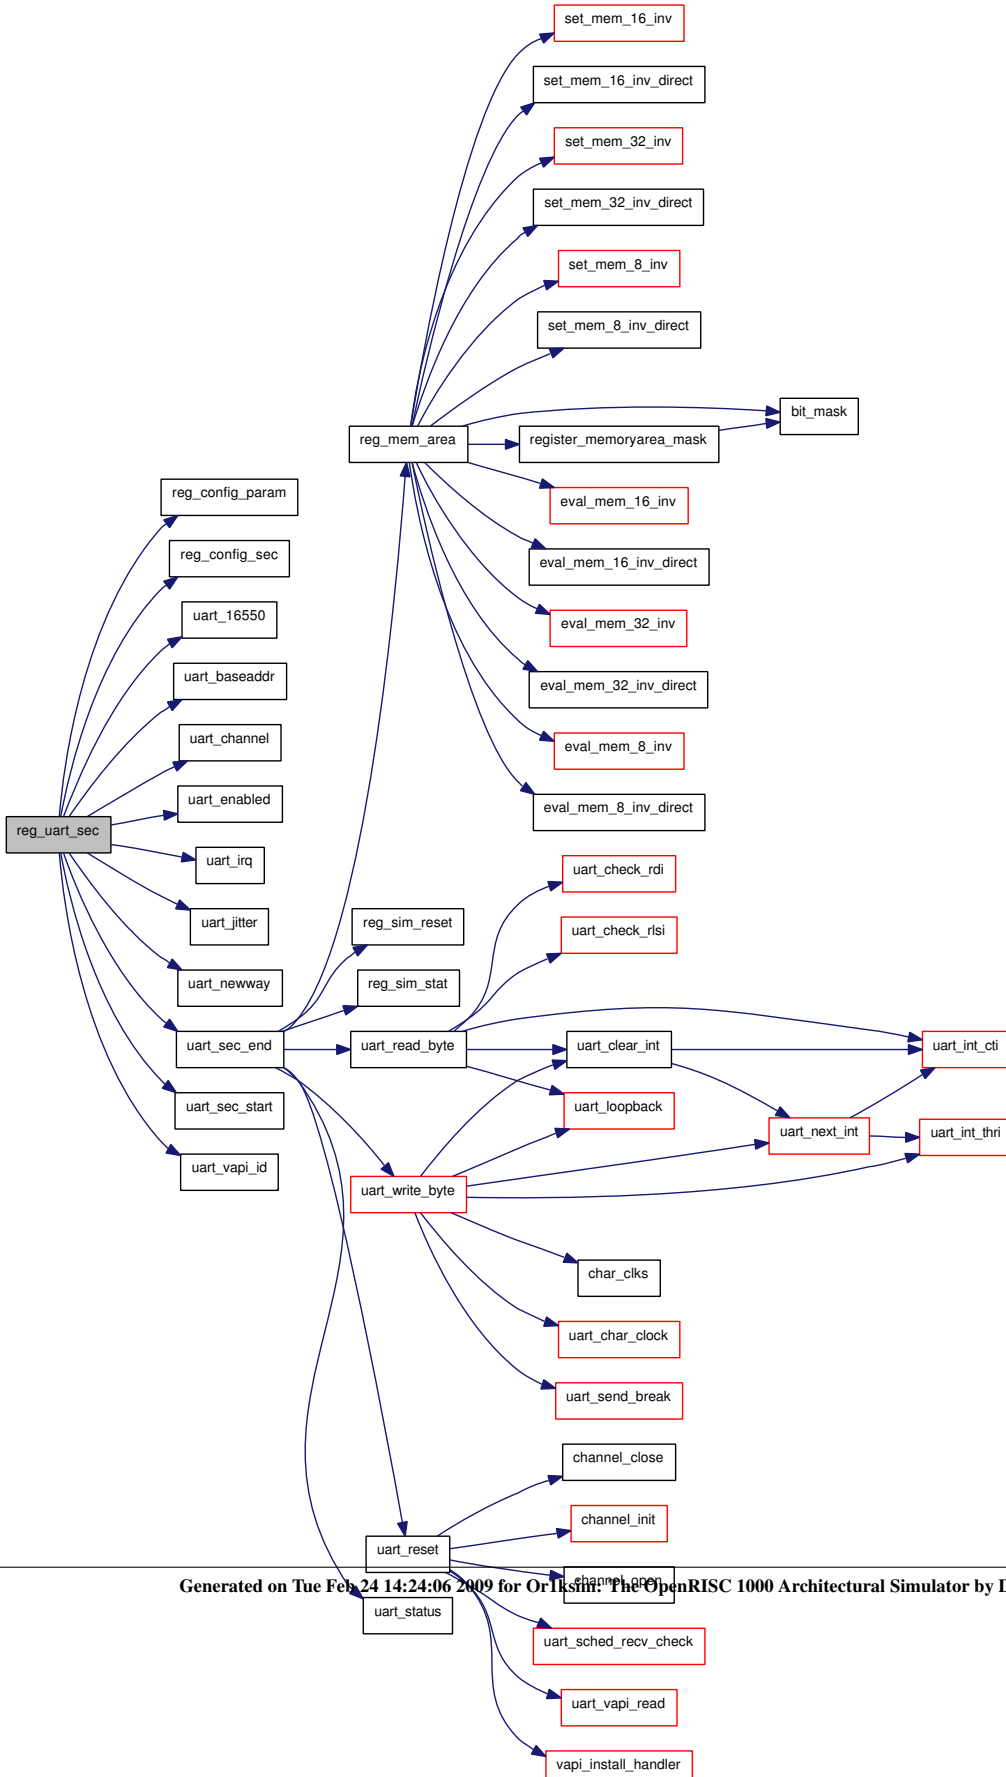 set_mem_16_inv
set_mem_16_inv_direct
set_mem_32_inv
set_mem_32_inv_direct
set_mem_8_inv
set_mem_8_inv_direct
bit_mask
reg_mem_area
register_memoryarea_mask
eval_mem_16_inv
eval_mem_16_inv_direct
eval_mem_32_inv
eval_mem_32_inv_direct
eval_mem_8_inv
eval_mem_8_inv_direct
reg_config_param
reg_config_sec
uart_16550
uart_baseaddr
uart_channel
uart_enabled
reg_uart_sec
uart_irq
uart_jitter
uart_newway
uart_sec_end
uart_sec_start
uart_vapi_id
reg_sim_reset
reg_sim_stat
uart_read_byte
uart_write_byte
uart_check_rdi
uart_check_rlsi
uart_clear_int
uart_loopback
uart_int_cti
uart_next_int
uart_int_thri
char_clks
uart_char_clock
uart_send_break
channel_close
channel_init
uart_reset
channel_open
Generated on Tue Feb 24 14:24:06 2009 for Or1ksim: The OpenRISC 1000 Architectural Simulator by D
uart_status
uart_sched_recv_check
uart_vapi_read
vapi_install_handler